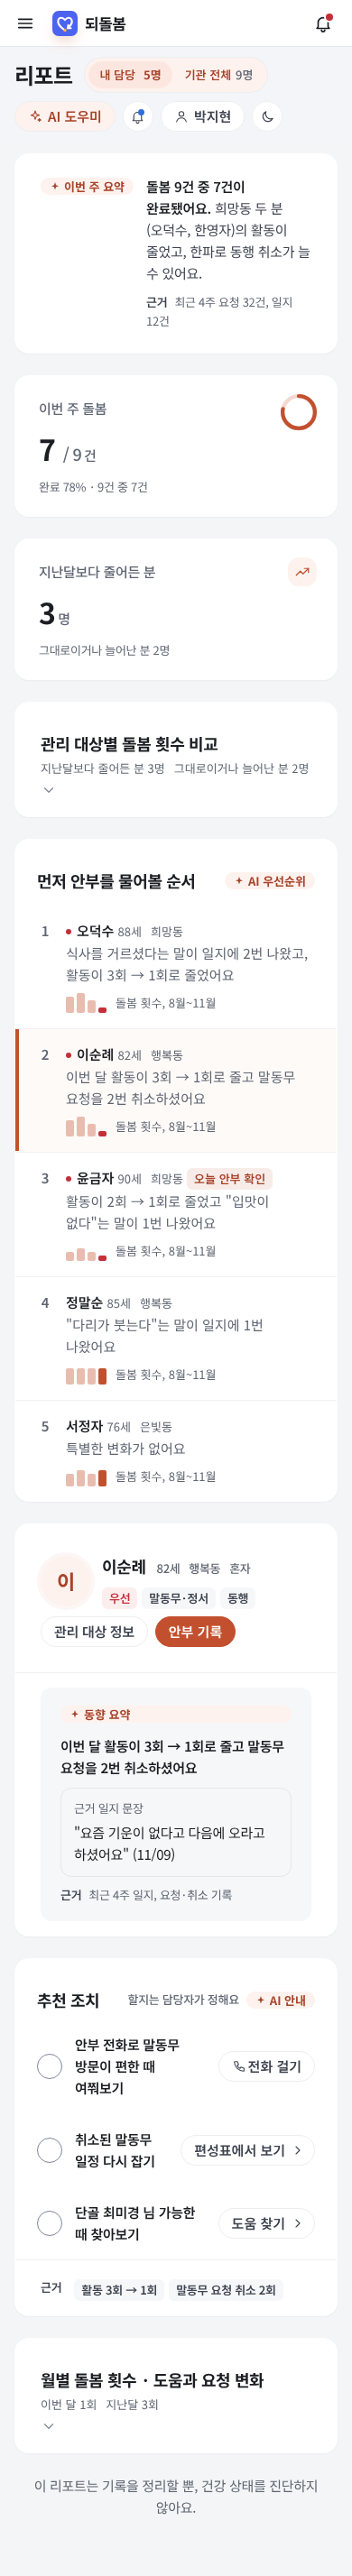 되돌봄
리포트
내 담당 5명 기관 전체 9명
AI 도우미
박지현
이번 주 요약
돌봄 9건 중 7건이
완료됐어요. 희망동 두 분
(오덕수, 한영자)의 활동이
줄었고, 한파로 동행 취소가 늘
수 있어요.
근거 최근 4주 요청 32건, 일지
12건
이번 주 돌봄
7 / 9건
완료 78% · 9건 중 7건
지난달보다 줄어든 분
3명
그대로이거나 늘어난 분 2명
관리 대상별 돌봄 횟수 비교
지난달보다 줄어든 분 3명 그대로이거나 늘어난 분 2명
먼저 안부를 물어볼 순서
AI 우선순위
1 오덕수 88세 희망동
식사를 거르셨다는 말이 일지에 2번 나왔고,
활동이 3회 → 1회로 줄었어요
돌봄 횟수, 8월~11월
2 이순례 82세 행복동
이번 달 활동이 3회 → 1회로 줄고 말동무
요청을 2번 취소하셨어요
돌봄 횟수, 8월~11월
3 윤금자 90세 희망동 오늘 안부 확인
활동이 2회 → 1회로 줄었고 "입맛이
없다"는 말이 1번 나왔어요
돌봄 횟수, 8월~11월
4 정말순 85세 행복동
"다리가 붓는다"는 말이 일지에 1번
나왔어요
돌봄 횟수, 8월~11월
5 서정자 76세 은빛동
특별한 변화가 없어요
돌봄 횟수, 8월~11월
이
이순례 82세 행복동 혼자
우선 말동무·정서 동행
관리 대상 정보 안부 기록
동향 요약
이번 달 활동이 3회 → 1회로 줄고 말동무
요청을 2번 취소하셨어요
근거 일지 문장
"요즘 기운이 없다고 다음에 오라고
하셨어요" (11/09)
근거 최근 4주 일지, 요청·취소 기록
추천 조치
할지는 담당자가 정해요
AI 안내
안부 전화로 말동무
방문이 편한 때
여쭤보기
전화 걸기
취소된 말동무
일정 다시 잡기
편성표에서 보기
단골 최미경 님 가능한
때 찾아보기
도움 찾기
근거 활동 3회 → 1회 말동무 요청 취소 2회
월별 돌봄 횟수 · 도움과 요청 변화
이번 달 1회 지난달 3회
이 리포트는 기록을 정리할 뿐, 건강 상태를 진단하지
않아요.